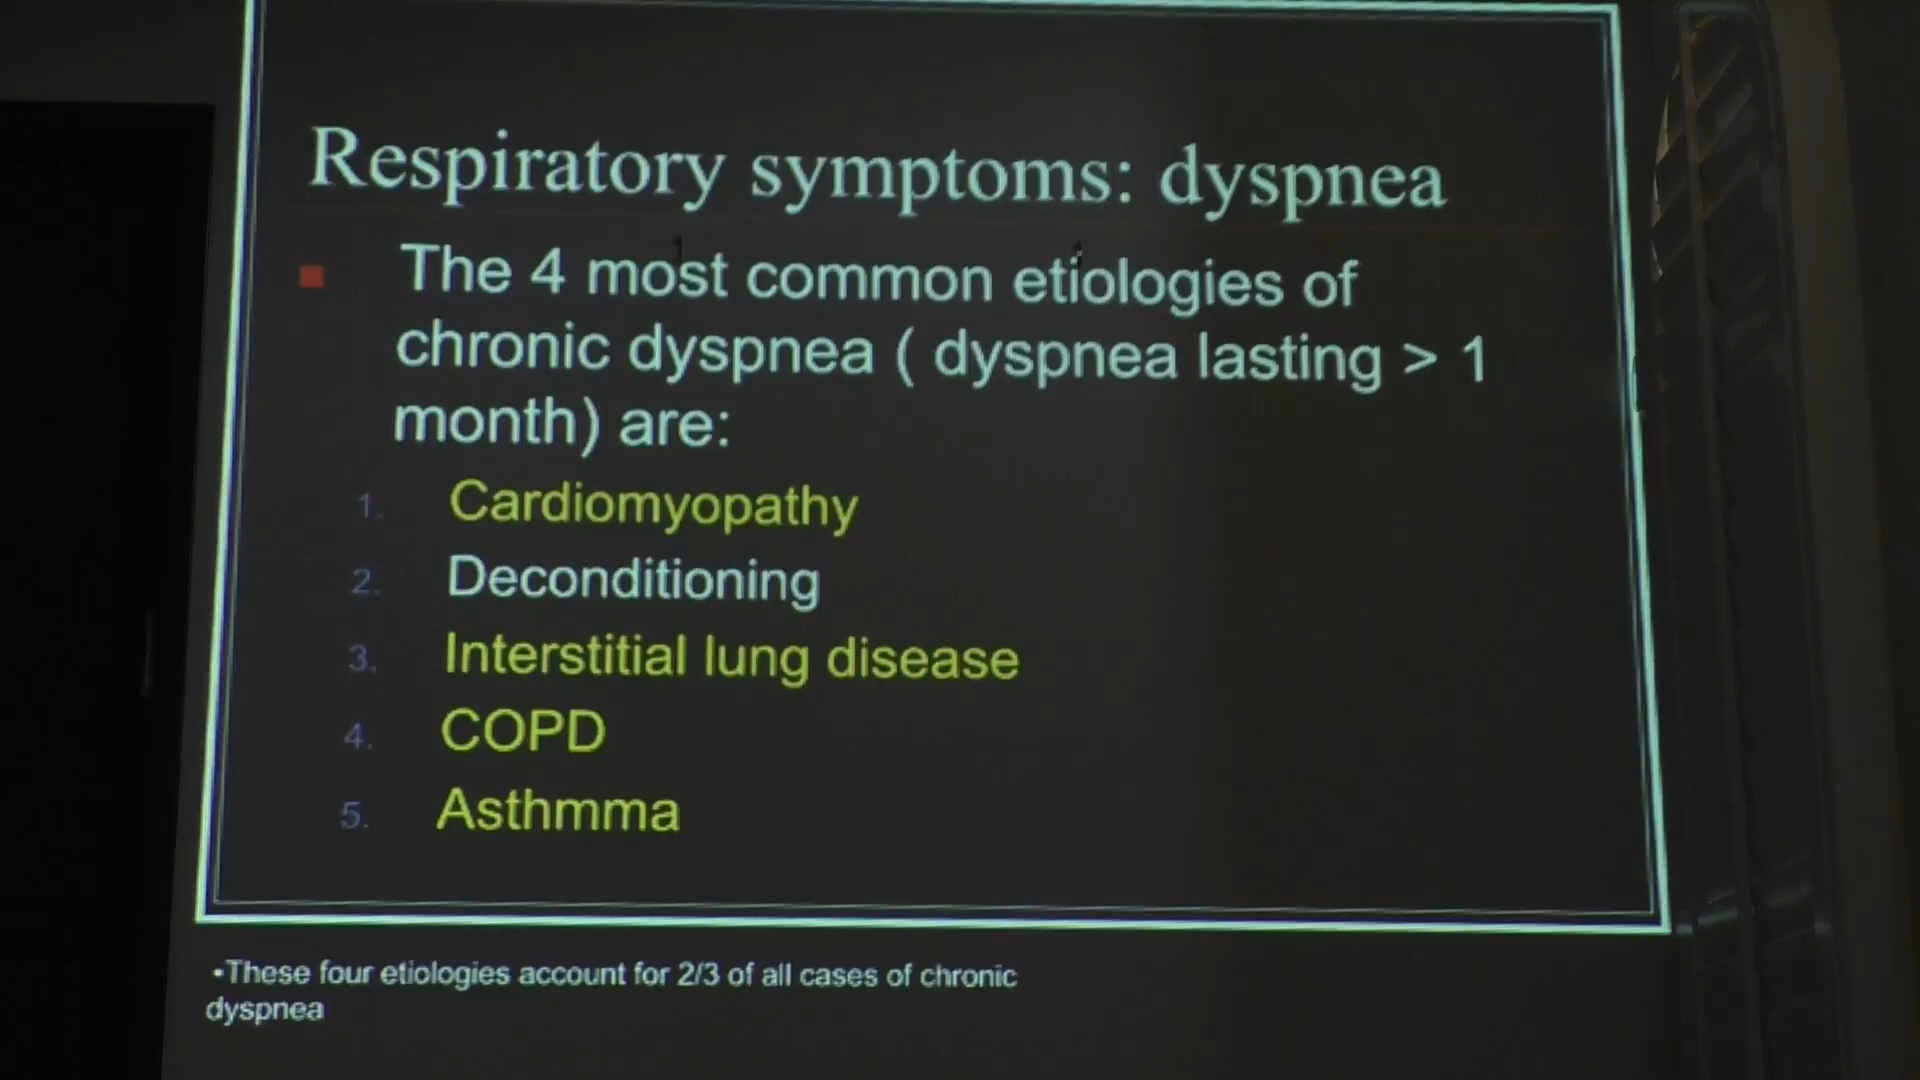 Respiratory symptoms: dyspnea
■ The 4 most common etiologies of
chronic dyspnea ( dyspnea lasting > 1
month) are:
1. Cardiomyopathy
2. Deconditioning
3. Interstitial lung disease
4. COPD
5. Asthmma
•These four etiologies account for 2/3 of all cases of chronic
dyspnea